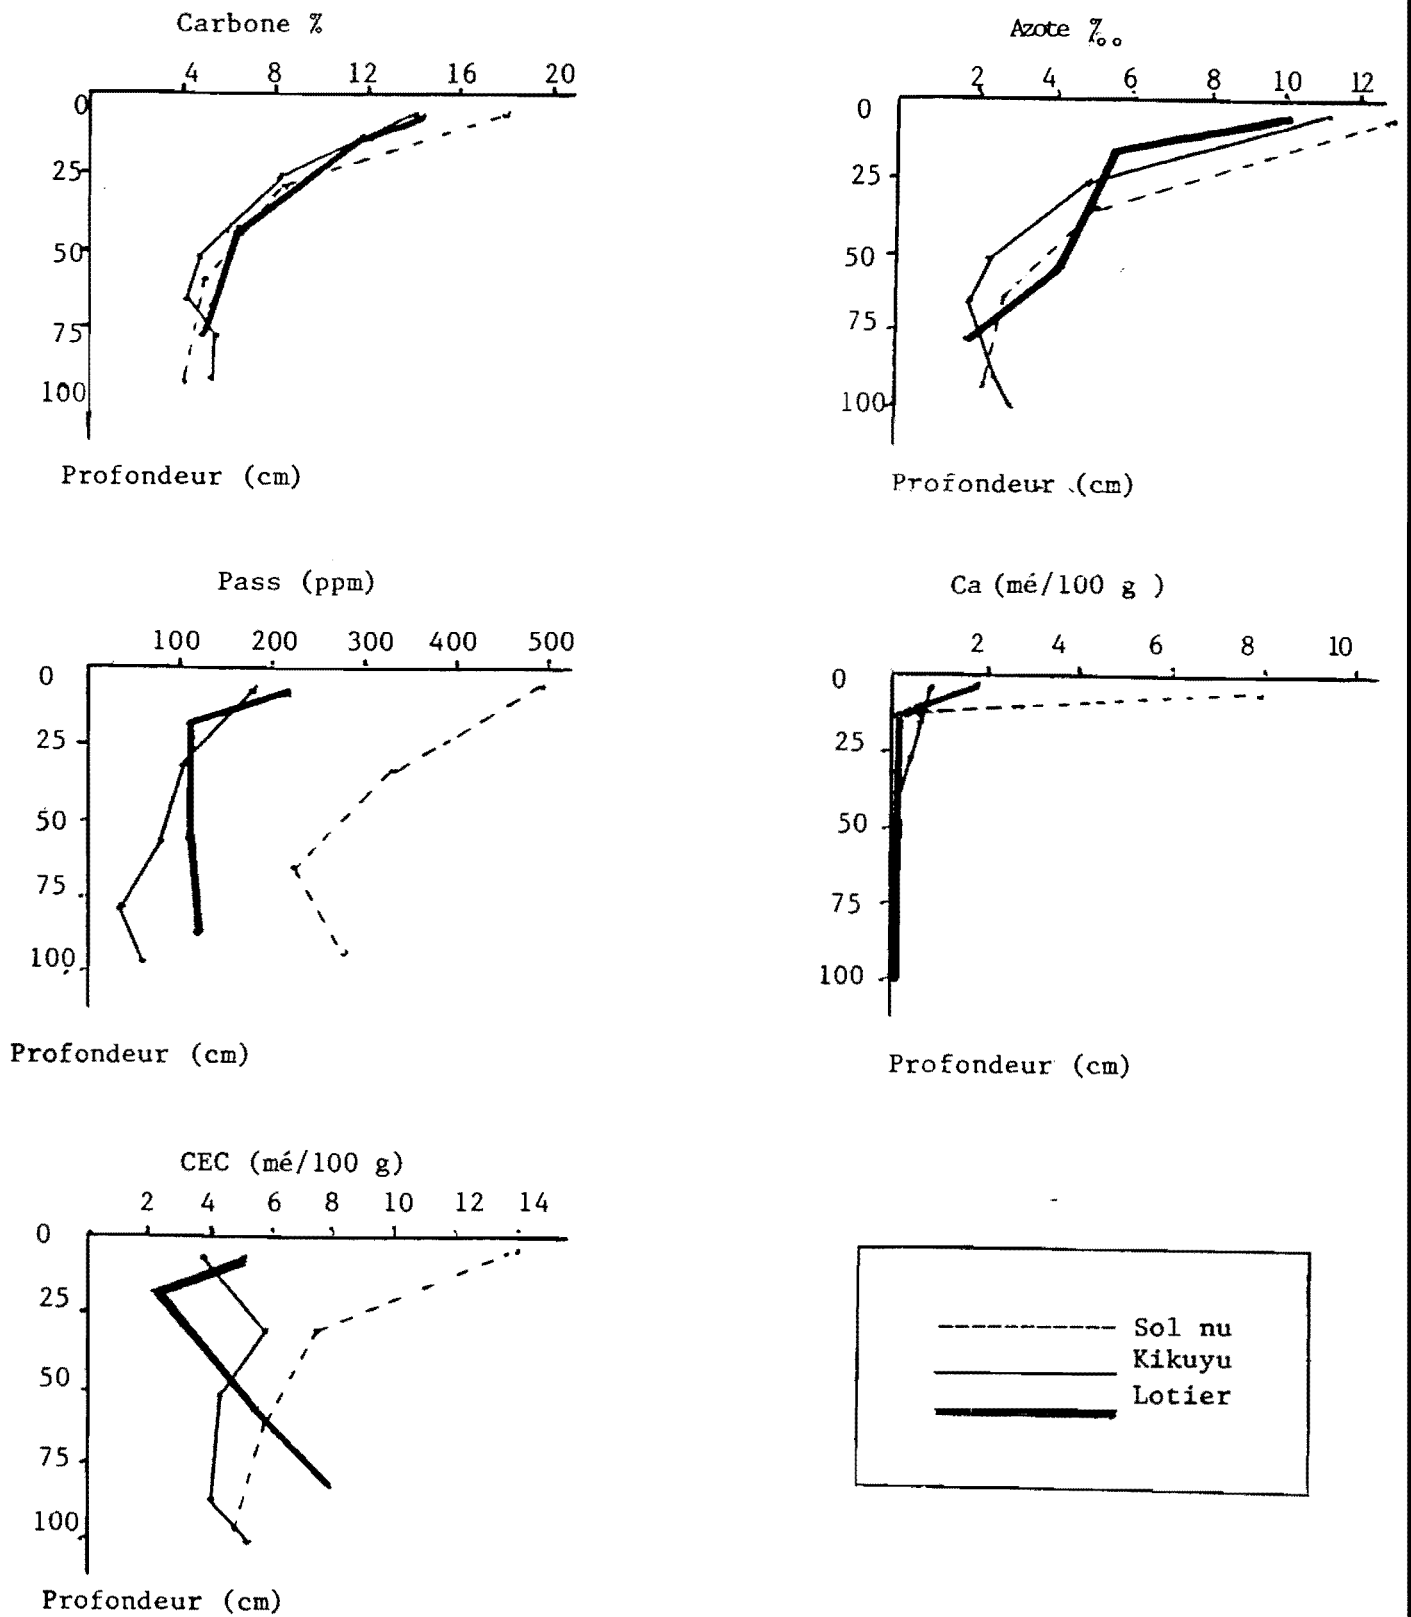 Carbone %
4 8 12 16 20
0
25
50
75
100
Profondeur (cm)
Azote ‰
2 4 6 8 10 12
0
25
50
75
100
Profondeur (cm)
Pass (ppm)
100 200 300 400 500
0
25
50
75
100
Profondeur (cm)
Ca (mé/100 g )
2 4 6 8 10
0
25
50
75
100
Profondeur (cm)
CEC (mé/100 g)
2 4 6 8 10 12 14
0
25
50
75
100
Profondeur (cm)
Sol nu
Kikuyu
Lotier